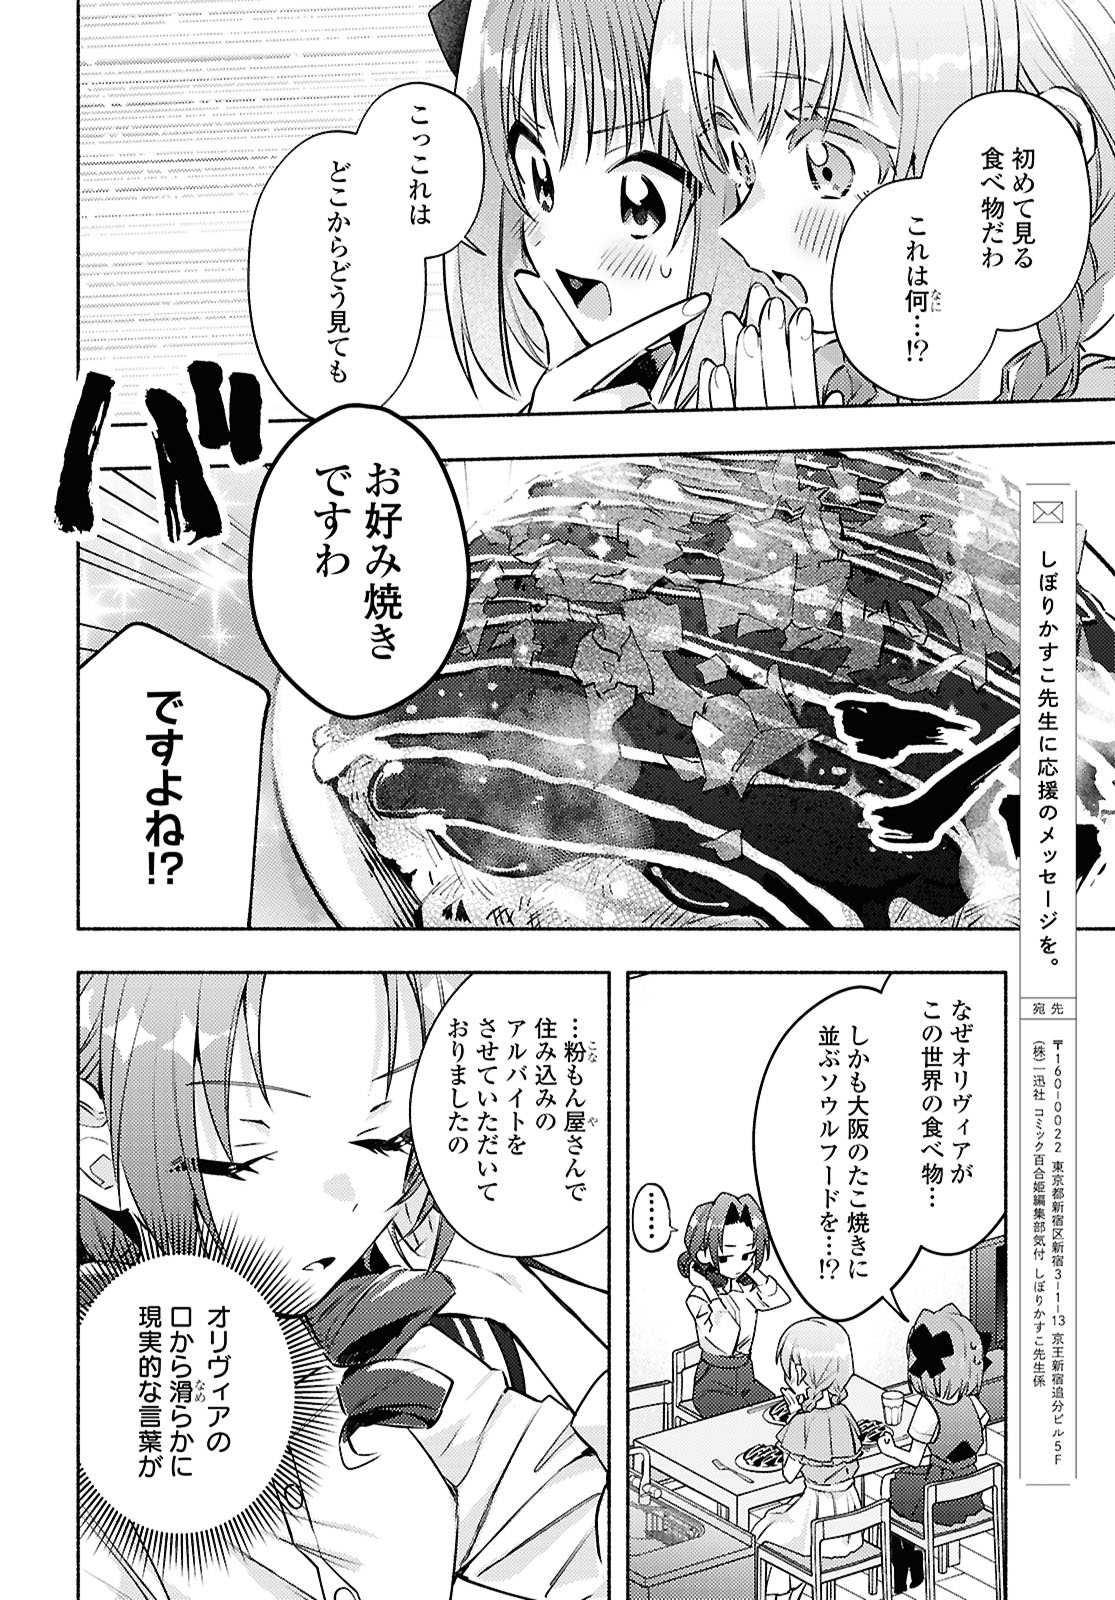 初めて見る
食べ物だわ
これは何…!?
なに
こっこれは
どこからどう見ても
バ
お好み焼き
ですわ
ですよね!?
なぜオリヴィアが
この世界の食べ物…
しかも大阪のたこ焼きに
並ぶソウルフードを…!?
……
…粉もん屋さんで
こな
や
住み込みの
アルバイトを
させていただいて
おりましたの
オリヴィアの
口から滑らかに
なめ
現実的な言葉が
しぼりかすこ先生に応援のメッセージを。
宛先
〒160-0022 東京都新宿区新宿3-1-13 京王新宿追分ビル5F
(株)一迅社 コミック百合姫編集部気付 しぼりかすこ先生係